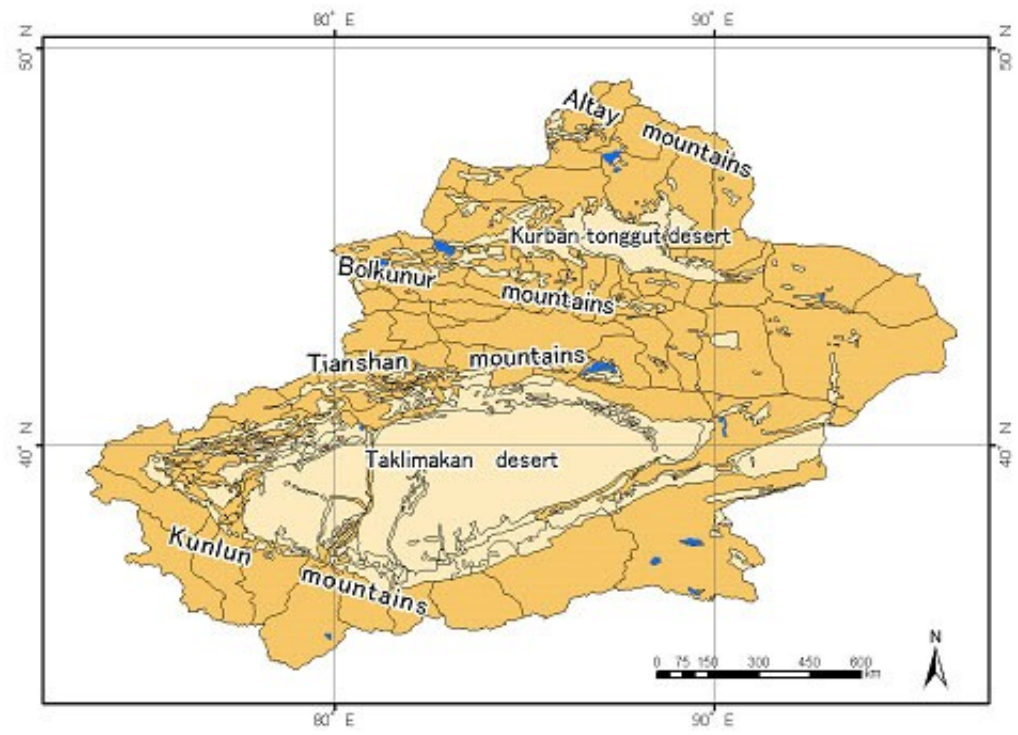 80° E 90° E
50° N 50° N
Altay mountains
Kurban tonggut desert
Bolkunur mountains
Tianshan mountains
40° N 40° N
Taklimakan desert
Kunlun mountains
N
0 75 150 300 450 600
km
80° E 90° E